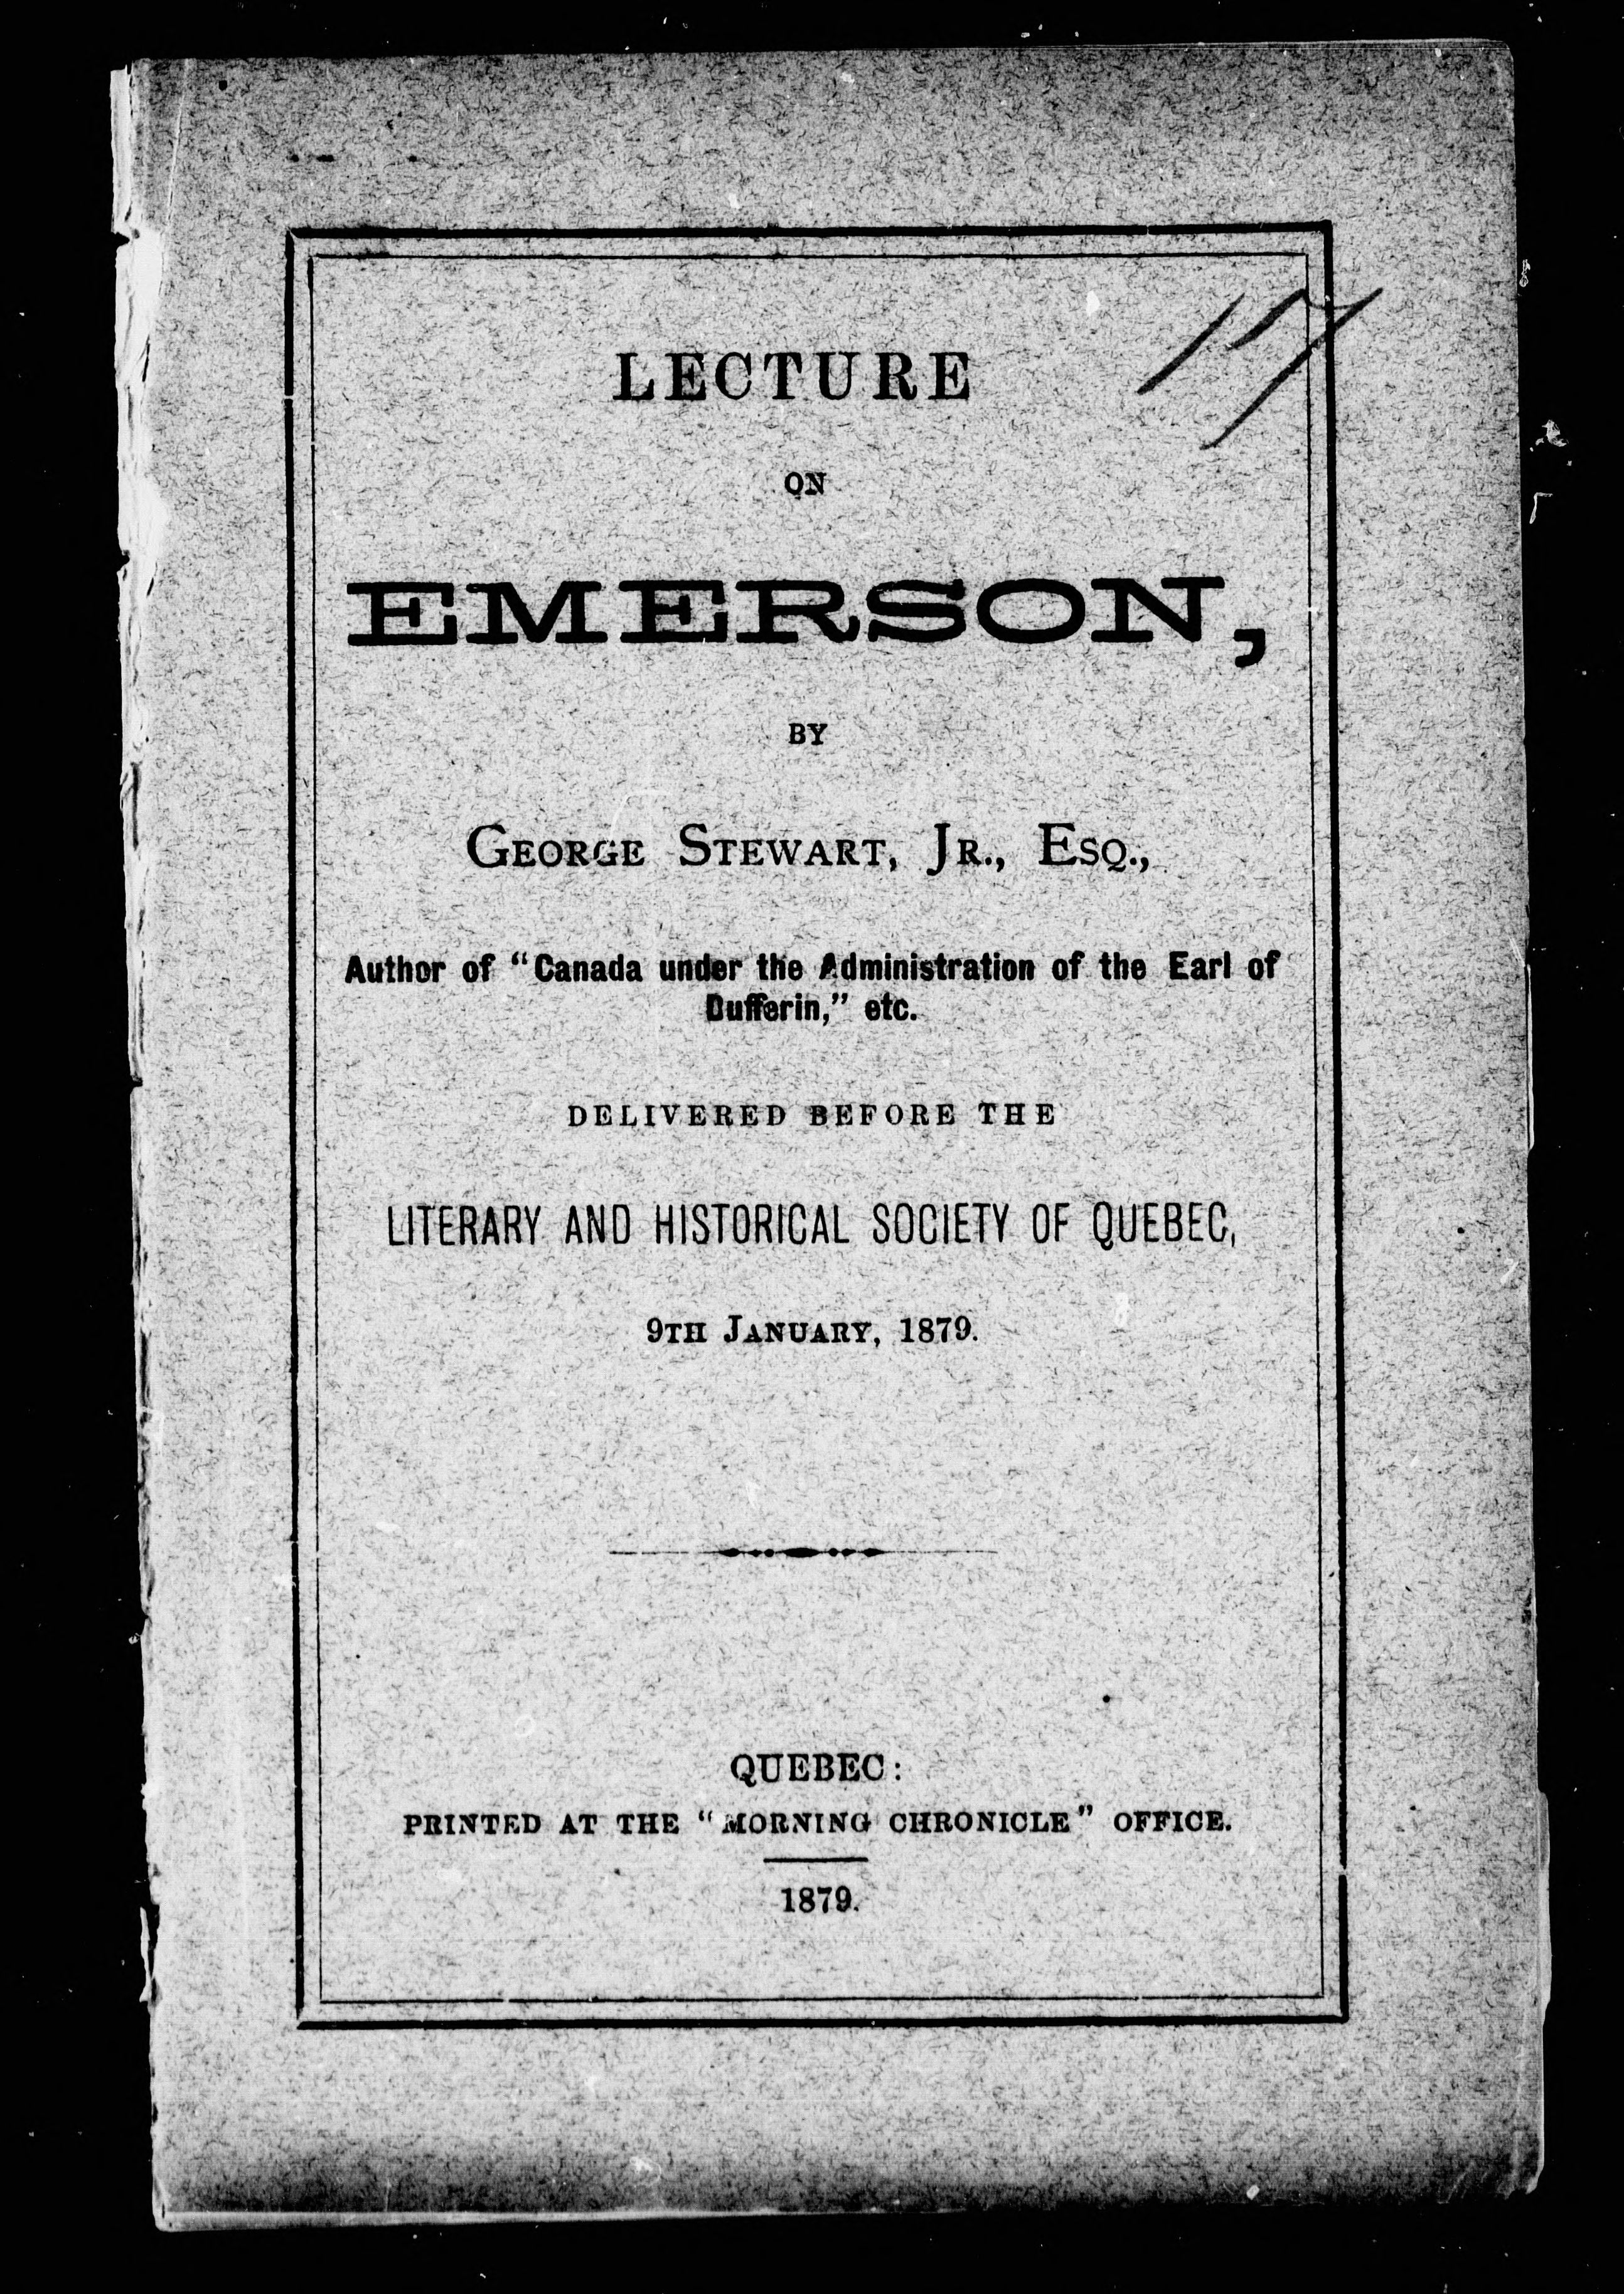 17
LECTURE
ON
EMERSON,
BY
GEORGE STEWART, JR., ESQ.,
Author of “Canada under the Administration of the Earl of
Dufferin,” etc.
DELIVERED BEFORE THE
LITERARY AND HISTORICAL SOCIETY OF QUEBEC,
9TH JANUARY, 1879.
QUEBEC:
PRINTED AT THE “MORNING CHRONICLE” OFFICE.
1879.